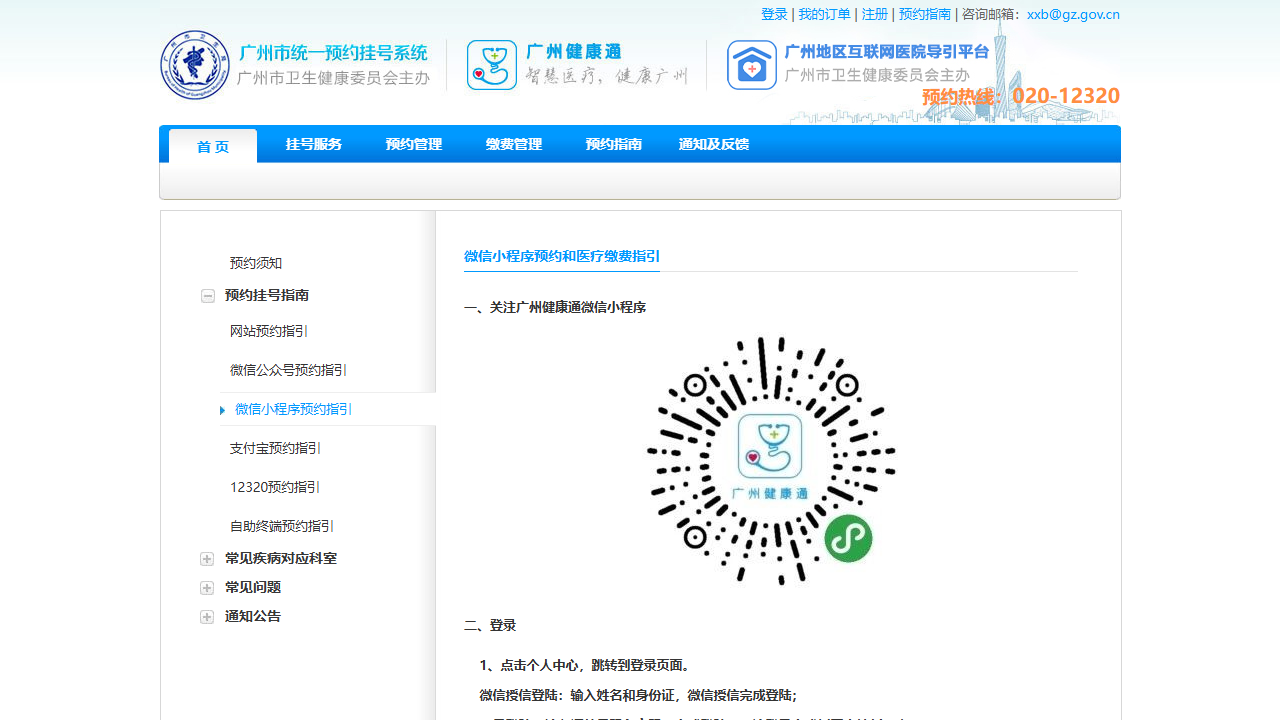 登录 | 我的订单 | 注册 | 预约指南 | 咨询邮箱：xxb@gz.gov.cn
广州市统一预约挂号系统
广州市卫生健康委员会主办
广州健康通
智慧医疗，健康广州
广州地区互联网医院导引平台
广州市卫生健康委员会主办
预约热线：020-12320
首 页 挂号服务 预约管理 缴费管理 预约指南 通知及反馈
预约须知
预约挂号指南
网站预约指引
微信公众号预约指引
微信小程序预约指引
支付宝预约指引
12320预约指引
自助终端预约指引
常见疾病对应科室
常见问题
通知公告
微信小程序预约和医疗缴费指引
一、关注广州健康通微信小程序
广州健康通
二、登录
1、点击个人中心，跳转到登录页面。
微信授信登陆：输入姓名和身份证，微信授信完成登陆；